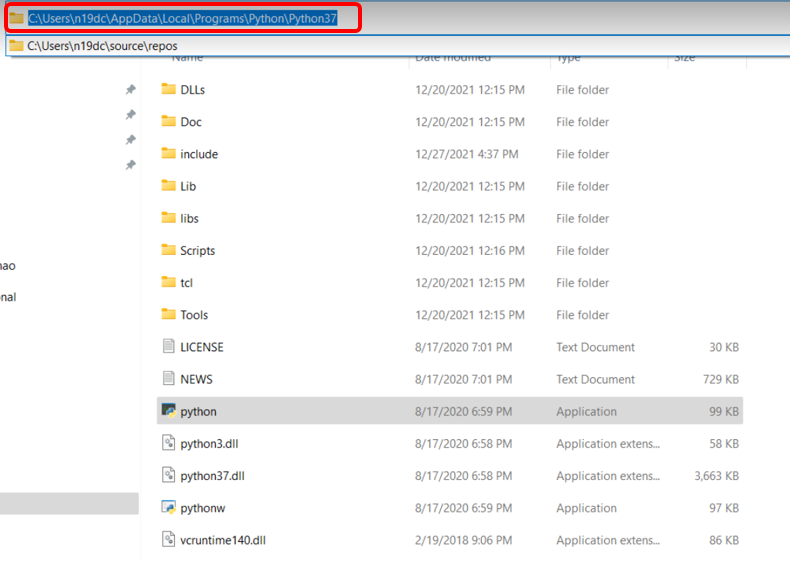 C:\Users\n19dc\AppData\Local\Programs\Python\Python37
C:\Users\n19dc\source\repos
Name Date modified Type Size
DLLs 12/20/2021 12:15 PM File folder
Doc 12/20/2021 12:15 PM File folder
include 12/27/2021 4:37 PM File folder
Lib 12/20/2021 12:15 PM File folder
libs 12/20/2021 12:15 PM File folder
Scripts 12/20/2021 12:16 PM File folder
nao
tcl 12/20/2021 12:15 PM File folder
nal
Tools 12/20/2021 12:15 PM File folder
LICENSE 8/17/2020 7:01 PM Text Document 30 KB
NEWS 8/17/2020 7:01 PM Text Document 729 KB
python 8/17/2020 6:59 PM Application 99 KB
python3.dll 8/17/2020 6:58 PM Application extens... 58 KB
python37.dll 8/17/2020 6:58 PM Application extens... 3,663 KB
pythonw 8/17/2020 6:59 PM Application 97 KB
vcruntime140.dll 2/19/2018 9:06 PM Application extens... 86 KB